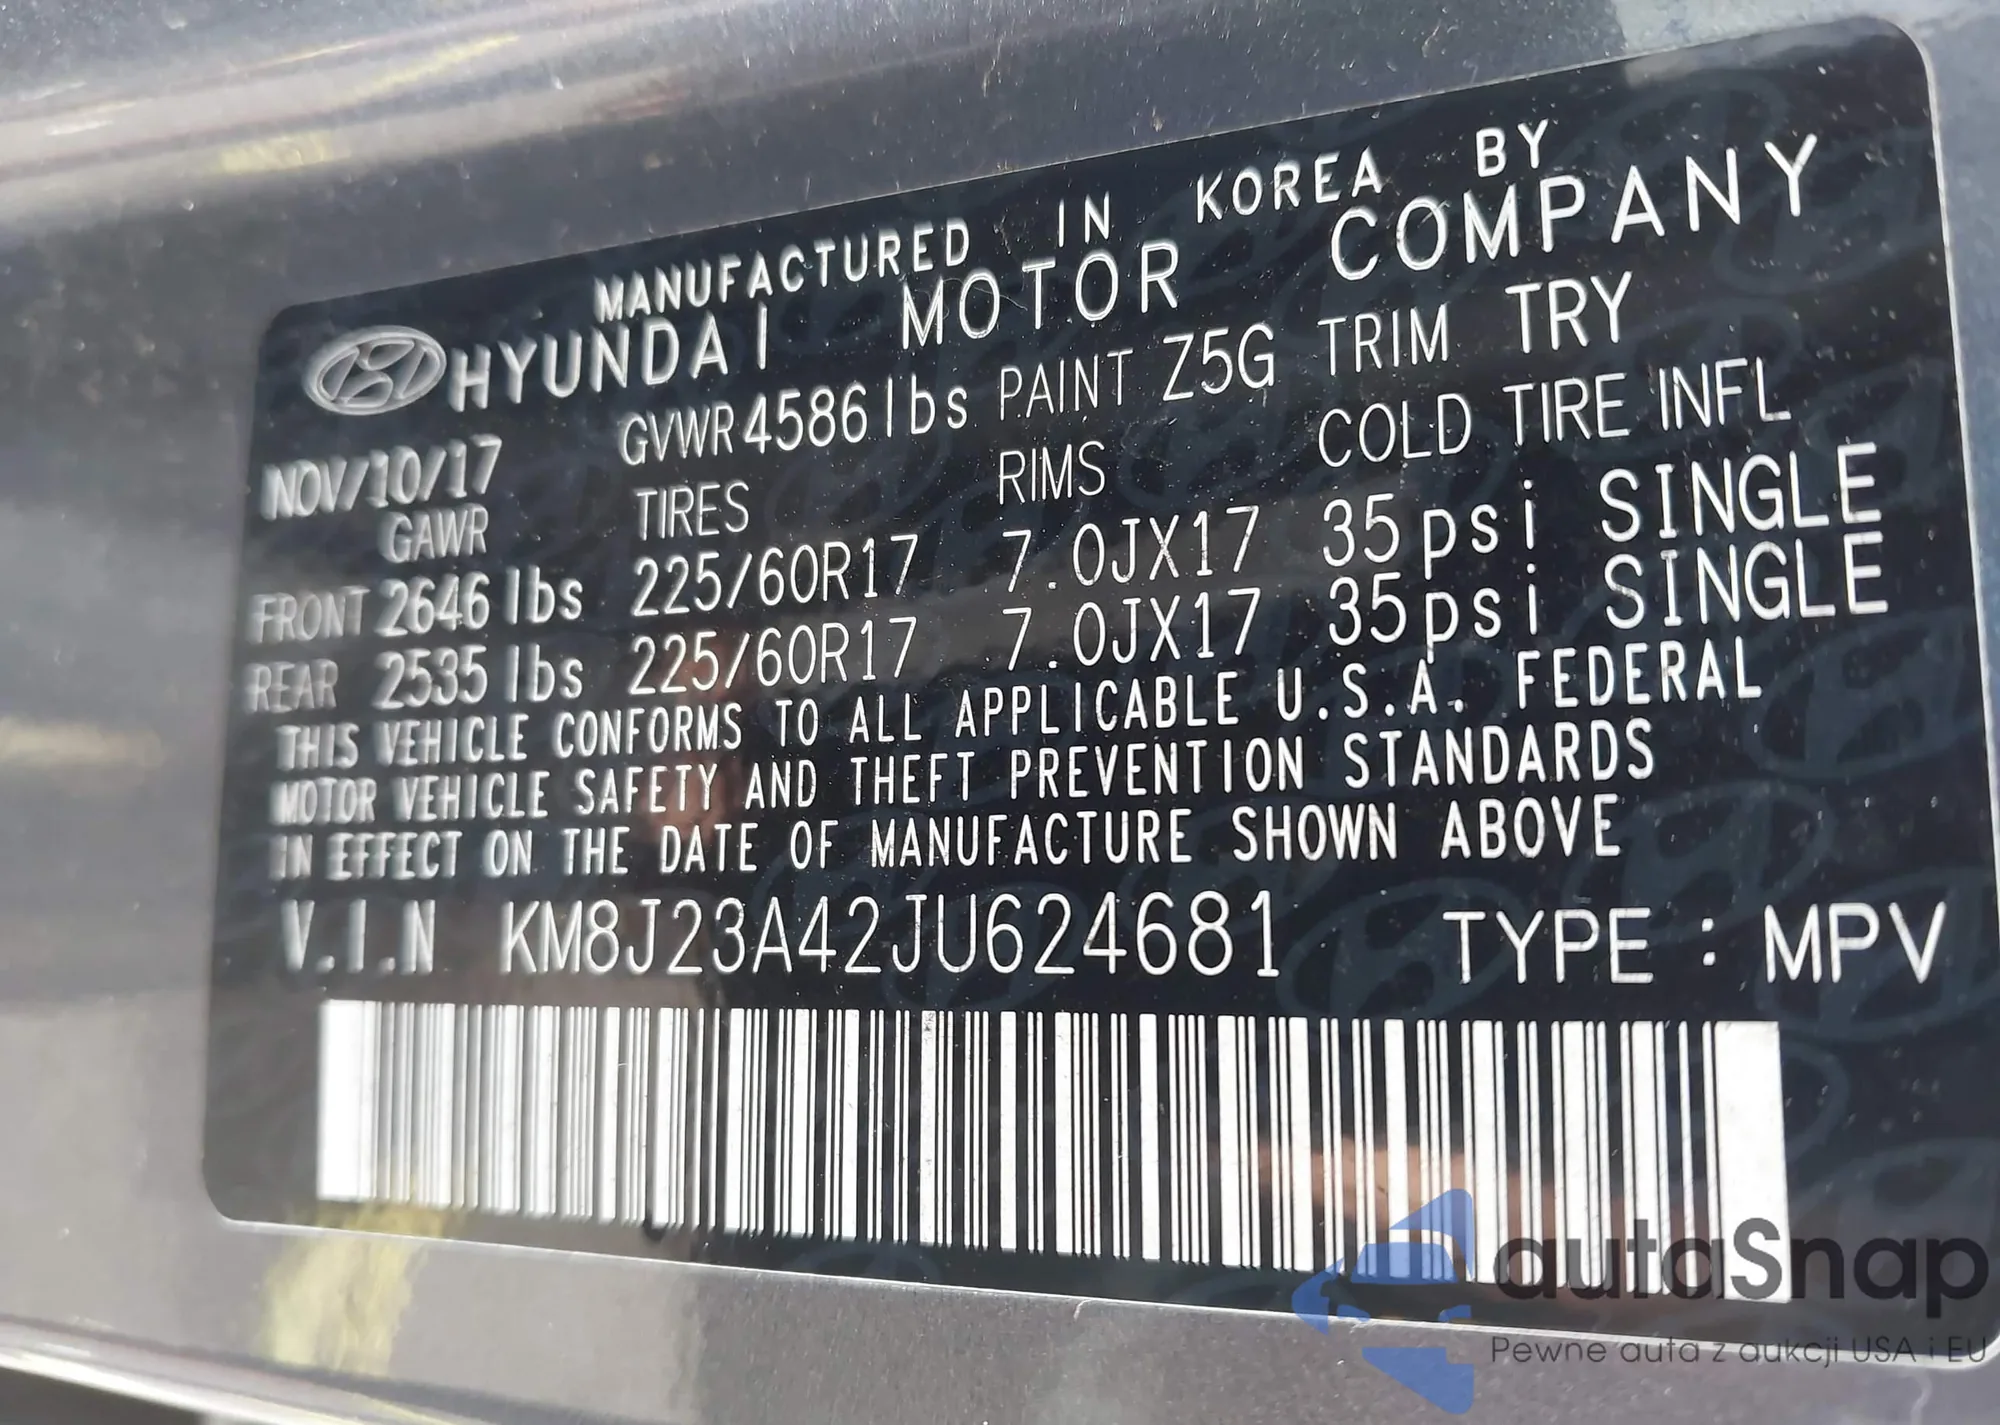 MANUFACTURED IN KOREA BY
HYUNDAI MOTOR COMPANY
NOV/10/17 GVWR 4586 lbs PAINT Z5G TRIM TRY
GAWR TIRES RIMS COLD TIRE INFL
FRONT 2646 lbs 225/60R17 7.0JX17 35psi SINGLE
REAR 2535 lbs 225/60R17 7.0JX17 35psi SINGLE
THIS VEHICLE CONFORMS TO ALL APPLICABLE U.S.A. FEDERAL
MOTOR VEHICLE SAFETY AND THEFT PREVENTION STANDARDS
IN EFFECT ON THE DATE OF MANUFACTURE SHOWN ABOVE
V.I.N KM8J23A42JU624681 TYPE : MPV
autaSnap
Pewne auta z aukcji USA i EU